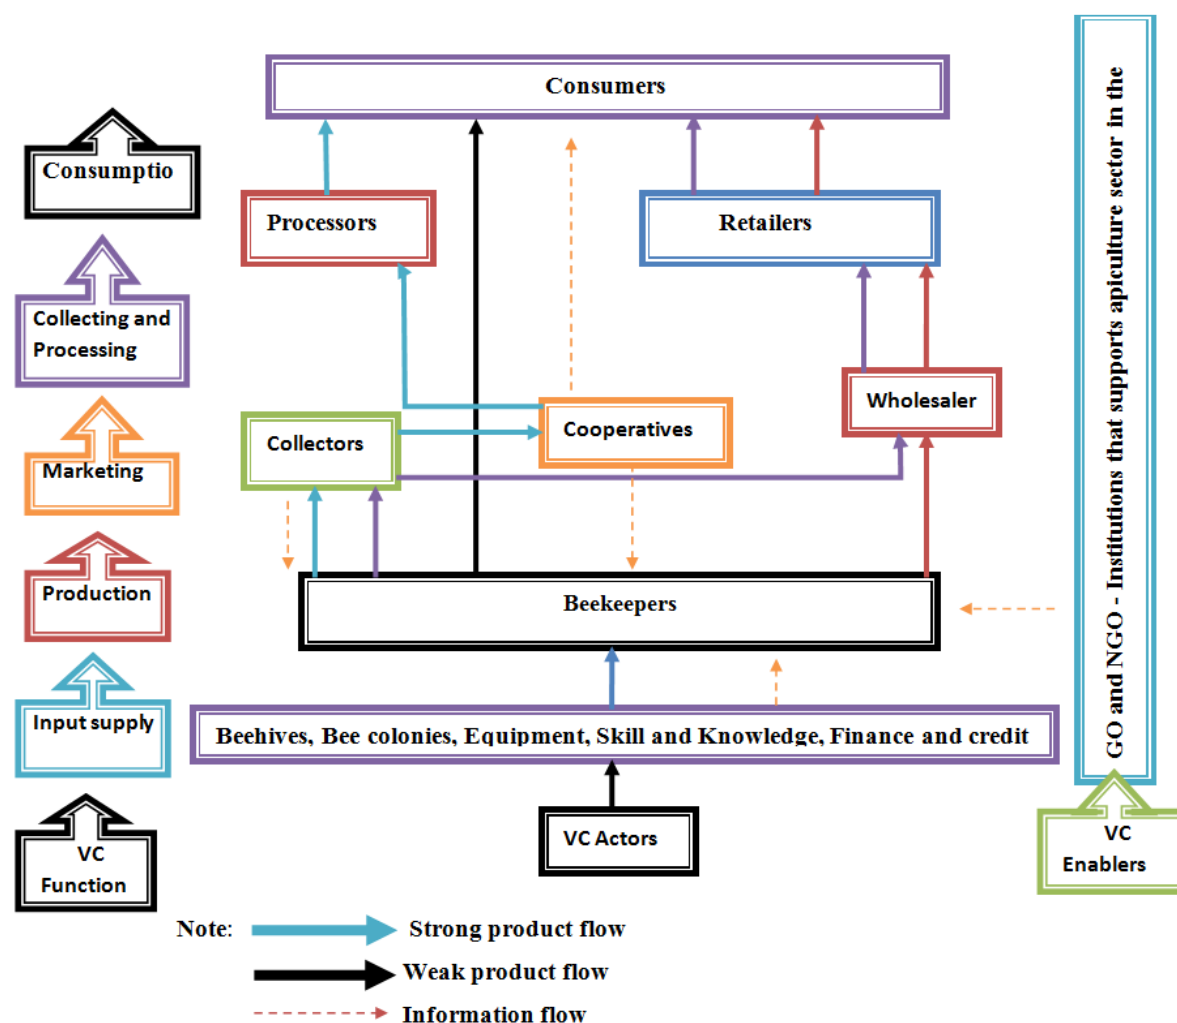 Consumers
Consumptio
Processors
Retailers
Collecting and
Processing
Wholesaler
Cooperatives
Collectors
Marketing
Production
Beekeepers
Input supply
Beehives, Bee colonies, Equipment, Skill and Knowledge, Finance and credit
VC Actors
VC
Function
GO and NGO - Institutions that supports apiculture sector in the
VC
Enablers
Note: Strong product flow
Weak product flow
Information flow